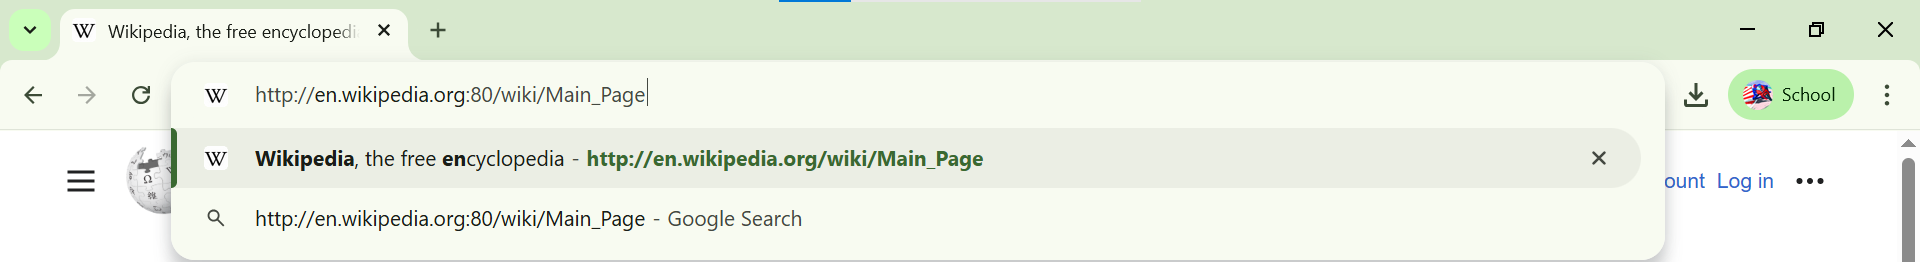 W Wikipedia, the free encyclopedi
School
W http://en.wikipedia.org:80/wiki/Main_Page
W Wikipedia, the free encyclopedia - http://en.wikipedia.org/wiki/Main_Page
http://en.wikipedia.org:80/wiki/Main_Page - Google Search
ount Log in